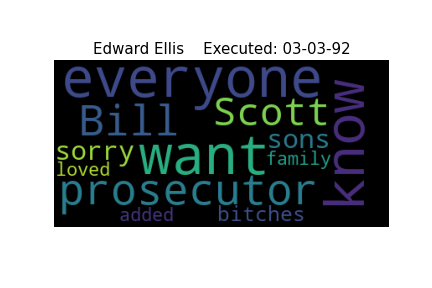 Edward Ellis    Executed: 03-03-92
everyone
Bill
Scott
know
sorry
want
sons
family
loved
prosecutor
added
bitches